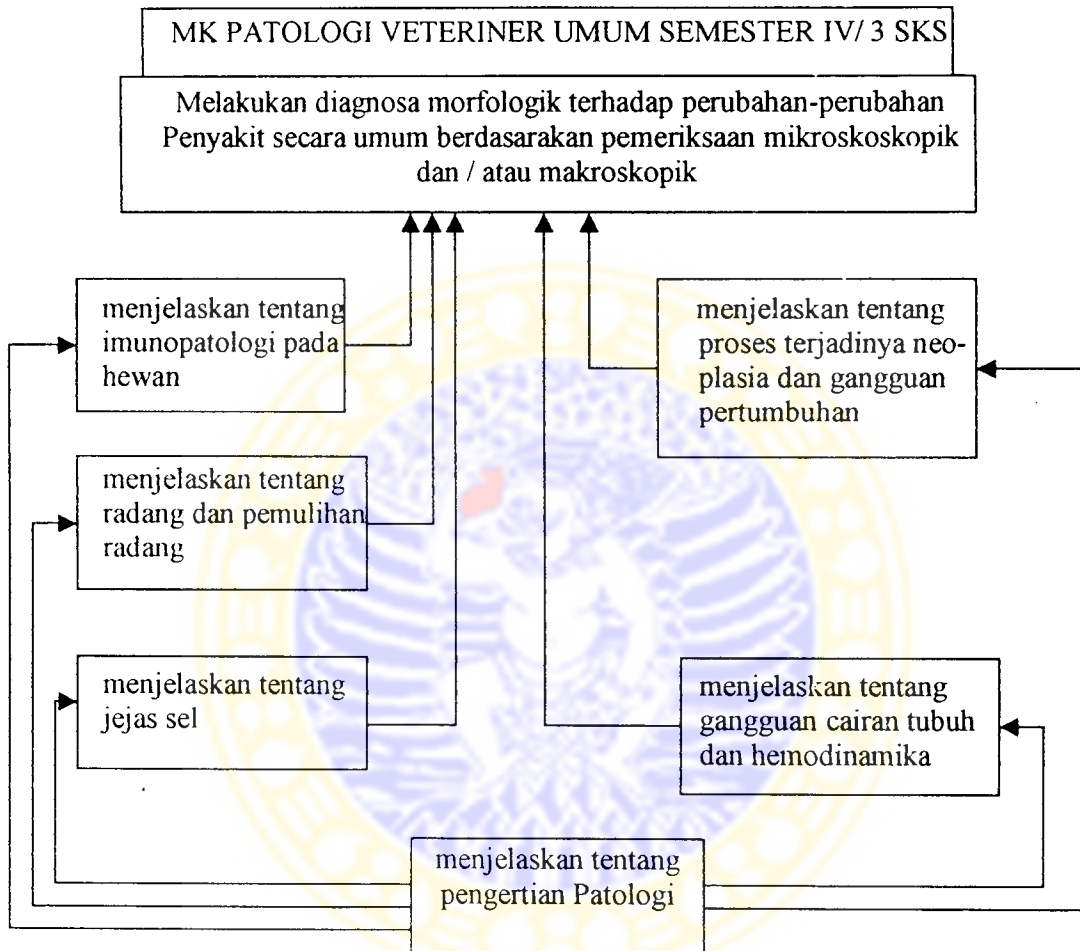 MK PATOLOGI VETERINER UMUM SEMESTER IV/ 3 SKS
Melakukan diagnosa morfologik terhadap perubahan-perubahan
Penyakit secara umum berdasarakan pemeriksaan mikroskoskopik
dan / atau makroskopik
menjelaskan tentang
imunopatologi pada
hewan
menjelaskan tentang
proses terjadinya neo-
plasia dan gangguan
pertumbuhan
menjelaskan tentang
radang dan pemulihan
radang
menjelaskan tentang
jejas sel
menjelaskan tentang
gangguan cairan tubuh
dan hemodinamika
menjelaskan tentang
pengertian Patologi